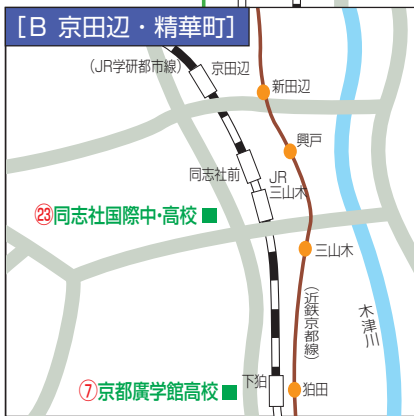 [B 京田辺・精華町]
(JR学研都市線)
京田辺
新田辺
興戸
同志社前
JR
三山木
㉓同志社国際中・高校
三山木
(近鉄京都線)
木津川
⑦京都廣学館高校
下狛
狛田